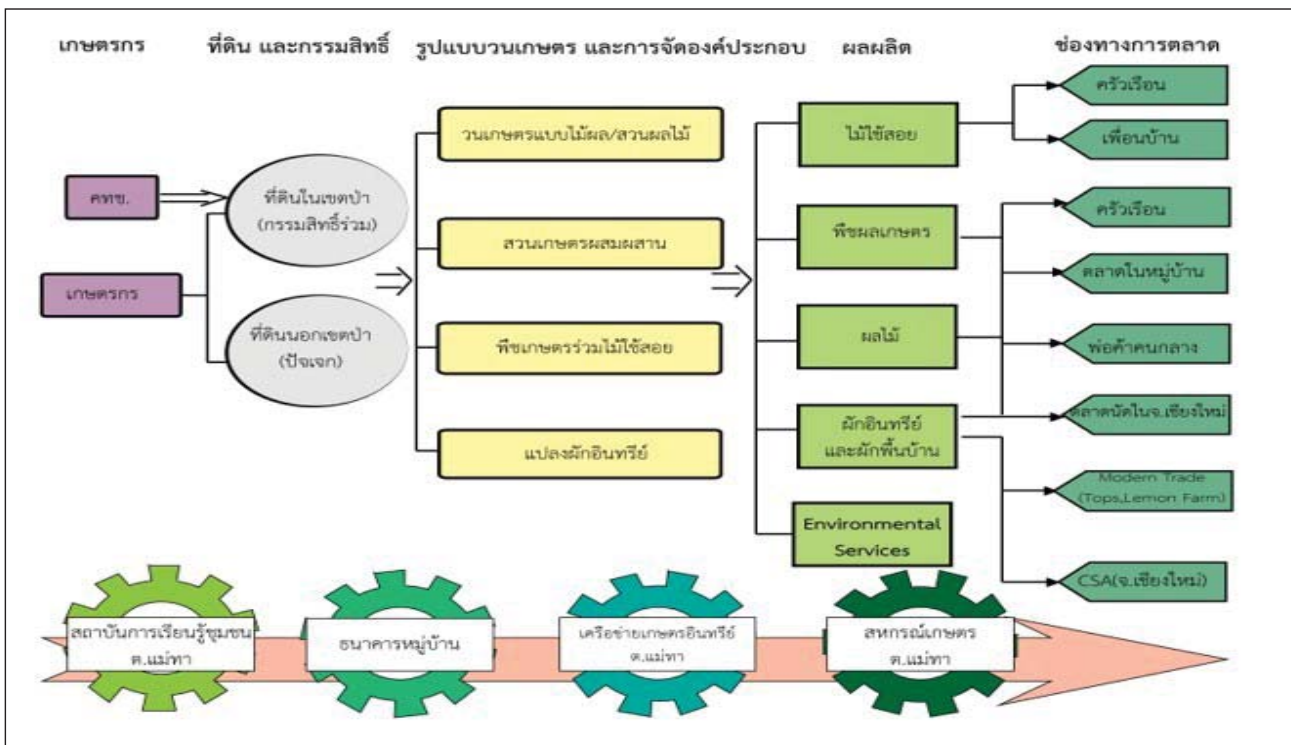 เกษตรกร
ที่ดิน และกรรมสิทธิ์
รูปแบบวนเกษตร และการจัดองค์ประกอบ
ผลผลิต
ช่องทางการตลาด
คทช.
เกษตรกร
ที่ดินในเขตป่า
(กรรมสิทธิ์ร่วม)
ที่ดินนอกเขตป่า
(ปัจเจก)
วนเกษตรแบบไม้ผล/สวนผลไม้
สวนเกษตรผสมผสาน
พืชเกษตรร่วมไม้ใช้สอย
แปลงผักอินทรีย์
ไม้ใช้สอย
พืชผลเกษตร
ผลไม้
ผักอินทรีย์
และผักพื้นบ้าน
Environmental
Services
ครัวเรือน
เพื่อนบ้าน
ครัวเรือน
ตลาดในหมู่บ้าน
พ่อค้าคนกลาง
ตลาดนัดในจ.เชียงใหม่
Modern Trade
(Tops,Lemon Farm)
CSA(จ.เชียงใหม่)
สถาบันการเรียนรู้ชุมชน
ต.แม่ทา
ธนาคารหมู่บ้าน
เครือข่ายเกษตรอินทรีย์
ต.แม่ทา
สหกรณ์เกษตร
ต.แม่ทา